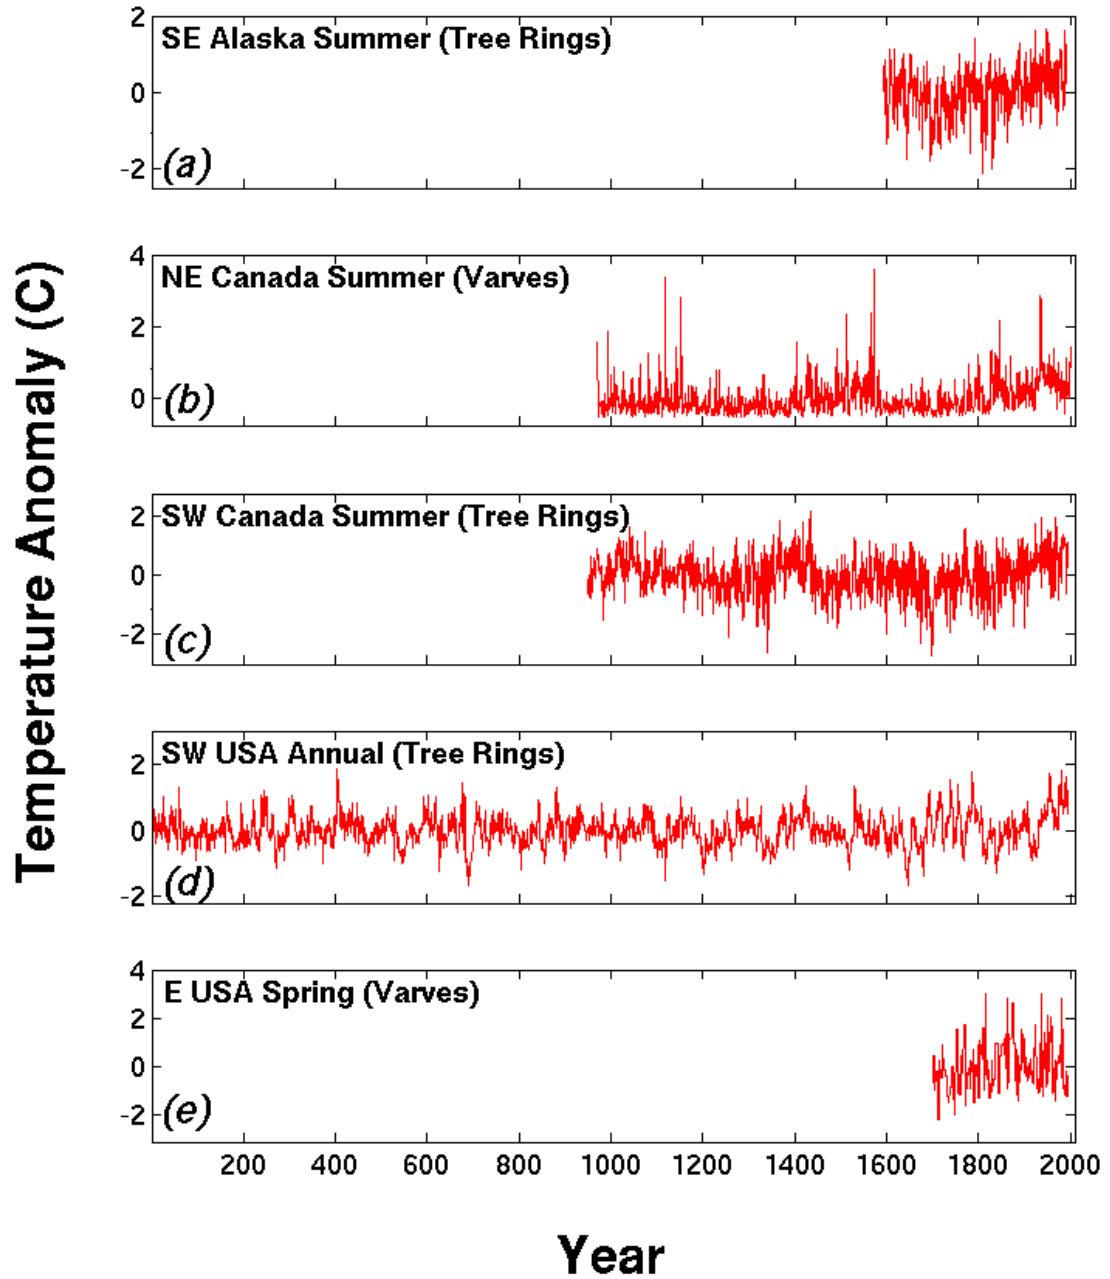 2
SE Alaska Summer (Tree Rings)
0
-2
(a)
4
NE Canada Summer (Varves)
2
0
(b)
2
SW Canada Summer (Tree Rings)
0
-2
(c)
SW USA Annual (Tree Rings)
2
0
-2
(d)
4
E USA Spring (Varves)
2
0
-2
(e)
200 400 600 800 1000 1200 1400 1600 1800 2000
Year
Temperature Anomaly (C)